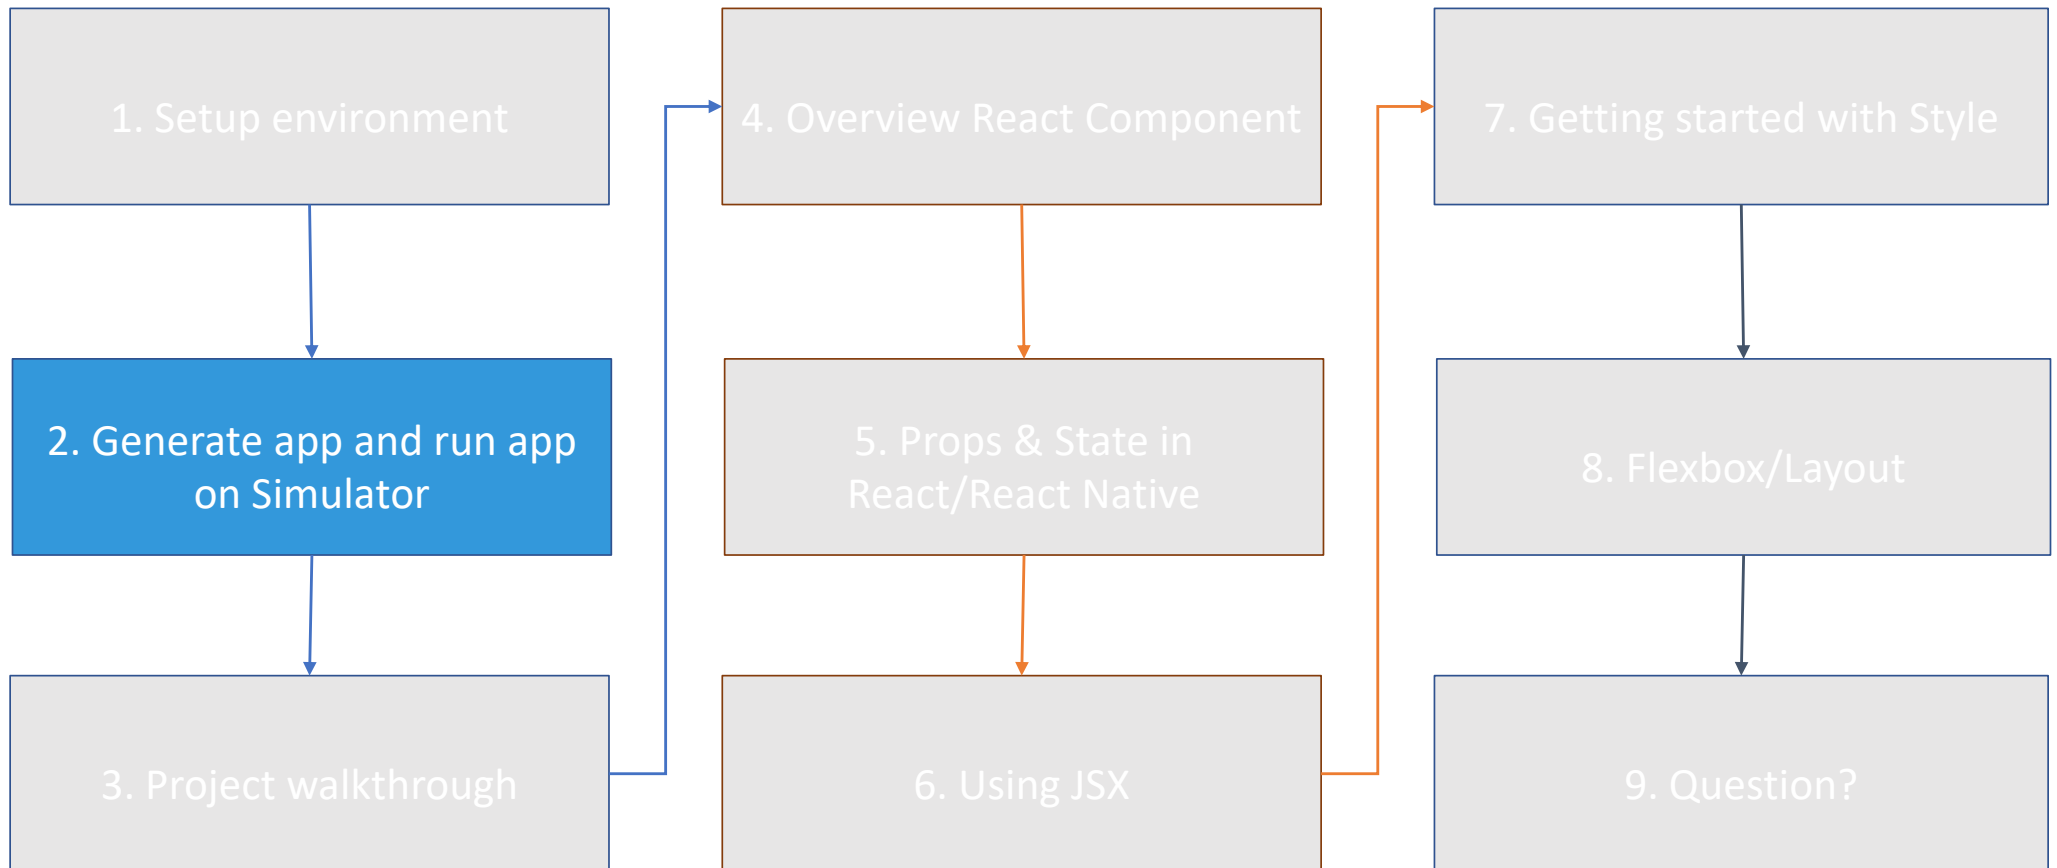 1. Setup environment
2. Generate app and run app
on Simulator
3. Project walkthrough
4. Overview React Component
5. Props & State in
React/React Native
6. Using JSX
7. Getting started with Style
8. Flexbox/Layout
9. Question?